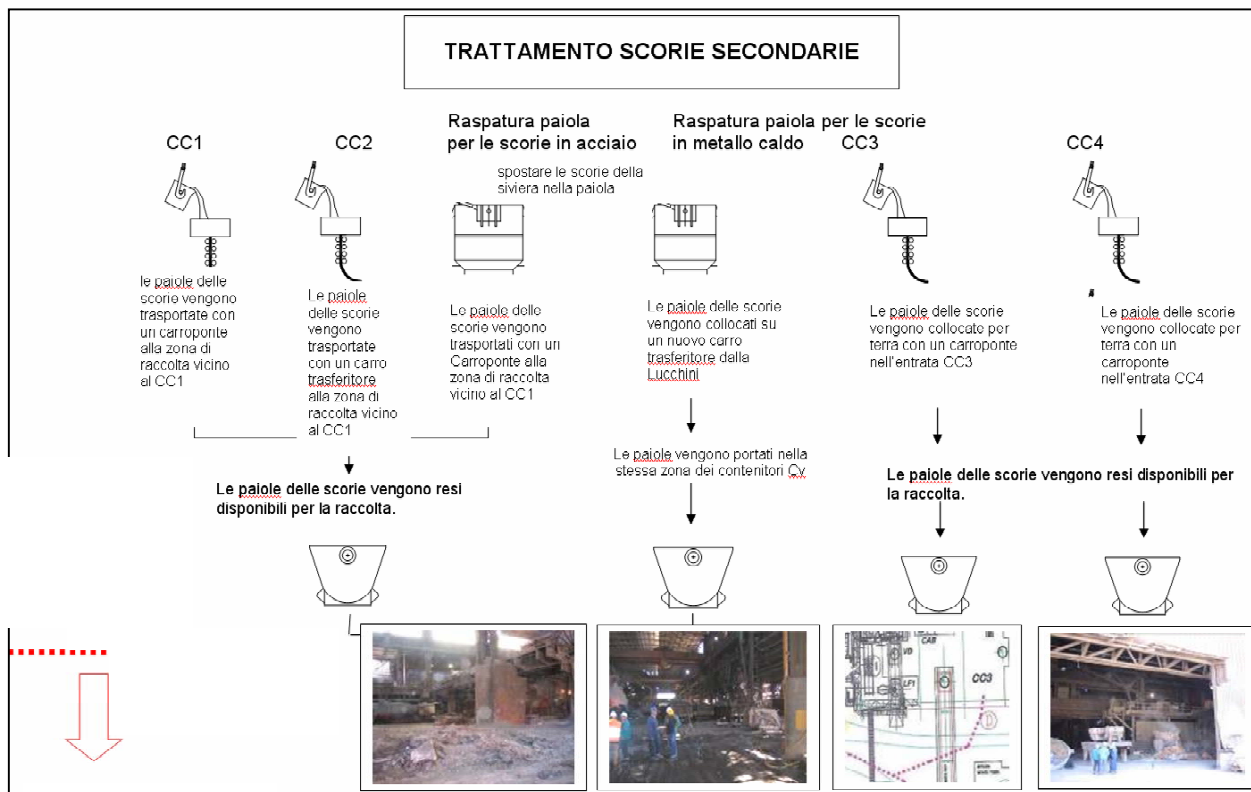 TRATTAMENTO SCORIE SECONDARIE
CC1
CC2
Raspatura paiola
per le scorie in acciaio
Raspatura paiola per le scorie
in metallo caldo
CC3
CC4
spostare le scorie della
siviera nella paiola
le paiole delle
scorie vengono
trasportate con
un carroponte
alla zona di
raccolta vicino
al CC1
Le paiole
delle scorie
vengono
trasportate
con un carro
trasferitore
alla zona di
raccolta vicino
al CC1
Le paiole delle
scorie vengono
trasportati con un
Carroponte alla
zona di raccolta
vicino al CC1
Le paiole delle scorie
vengono collocati su
un nuovo carro
trasferitore dalla
Lucchini
Le paiole delle scorie
vengono collocate per
terra con un carroponte
nell'entrata CC3
Le paiole delle scorie
vengono collocate per
terra con un
carroponte
nell'entrata CC4
Le paiole delle scorie vengono resi
disponibili per la raccolta.
Le paiole vengono portati nella
stessa zona dei contenitori Cv
Le paiole delle scorie vengono resi disponibili per
la raccolta.
CAB
VD
LF1
CC3
D